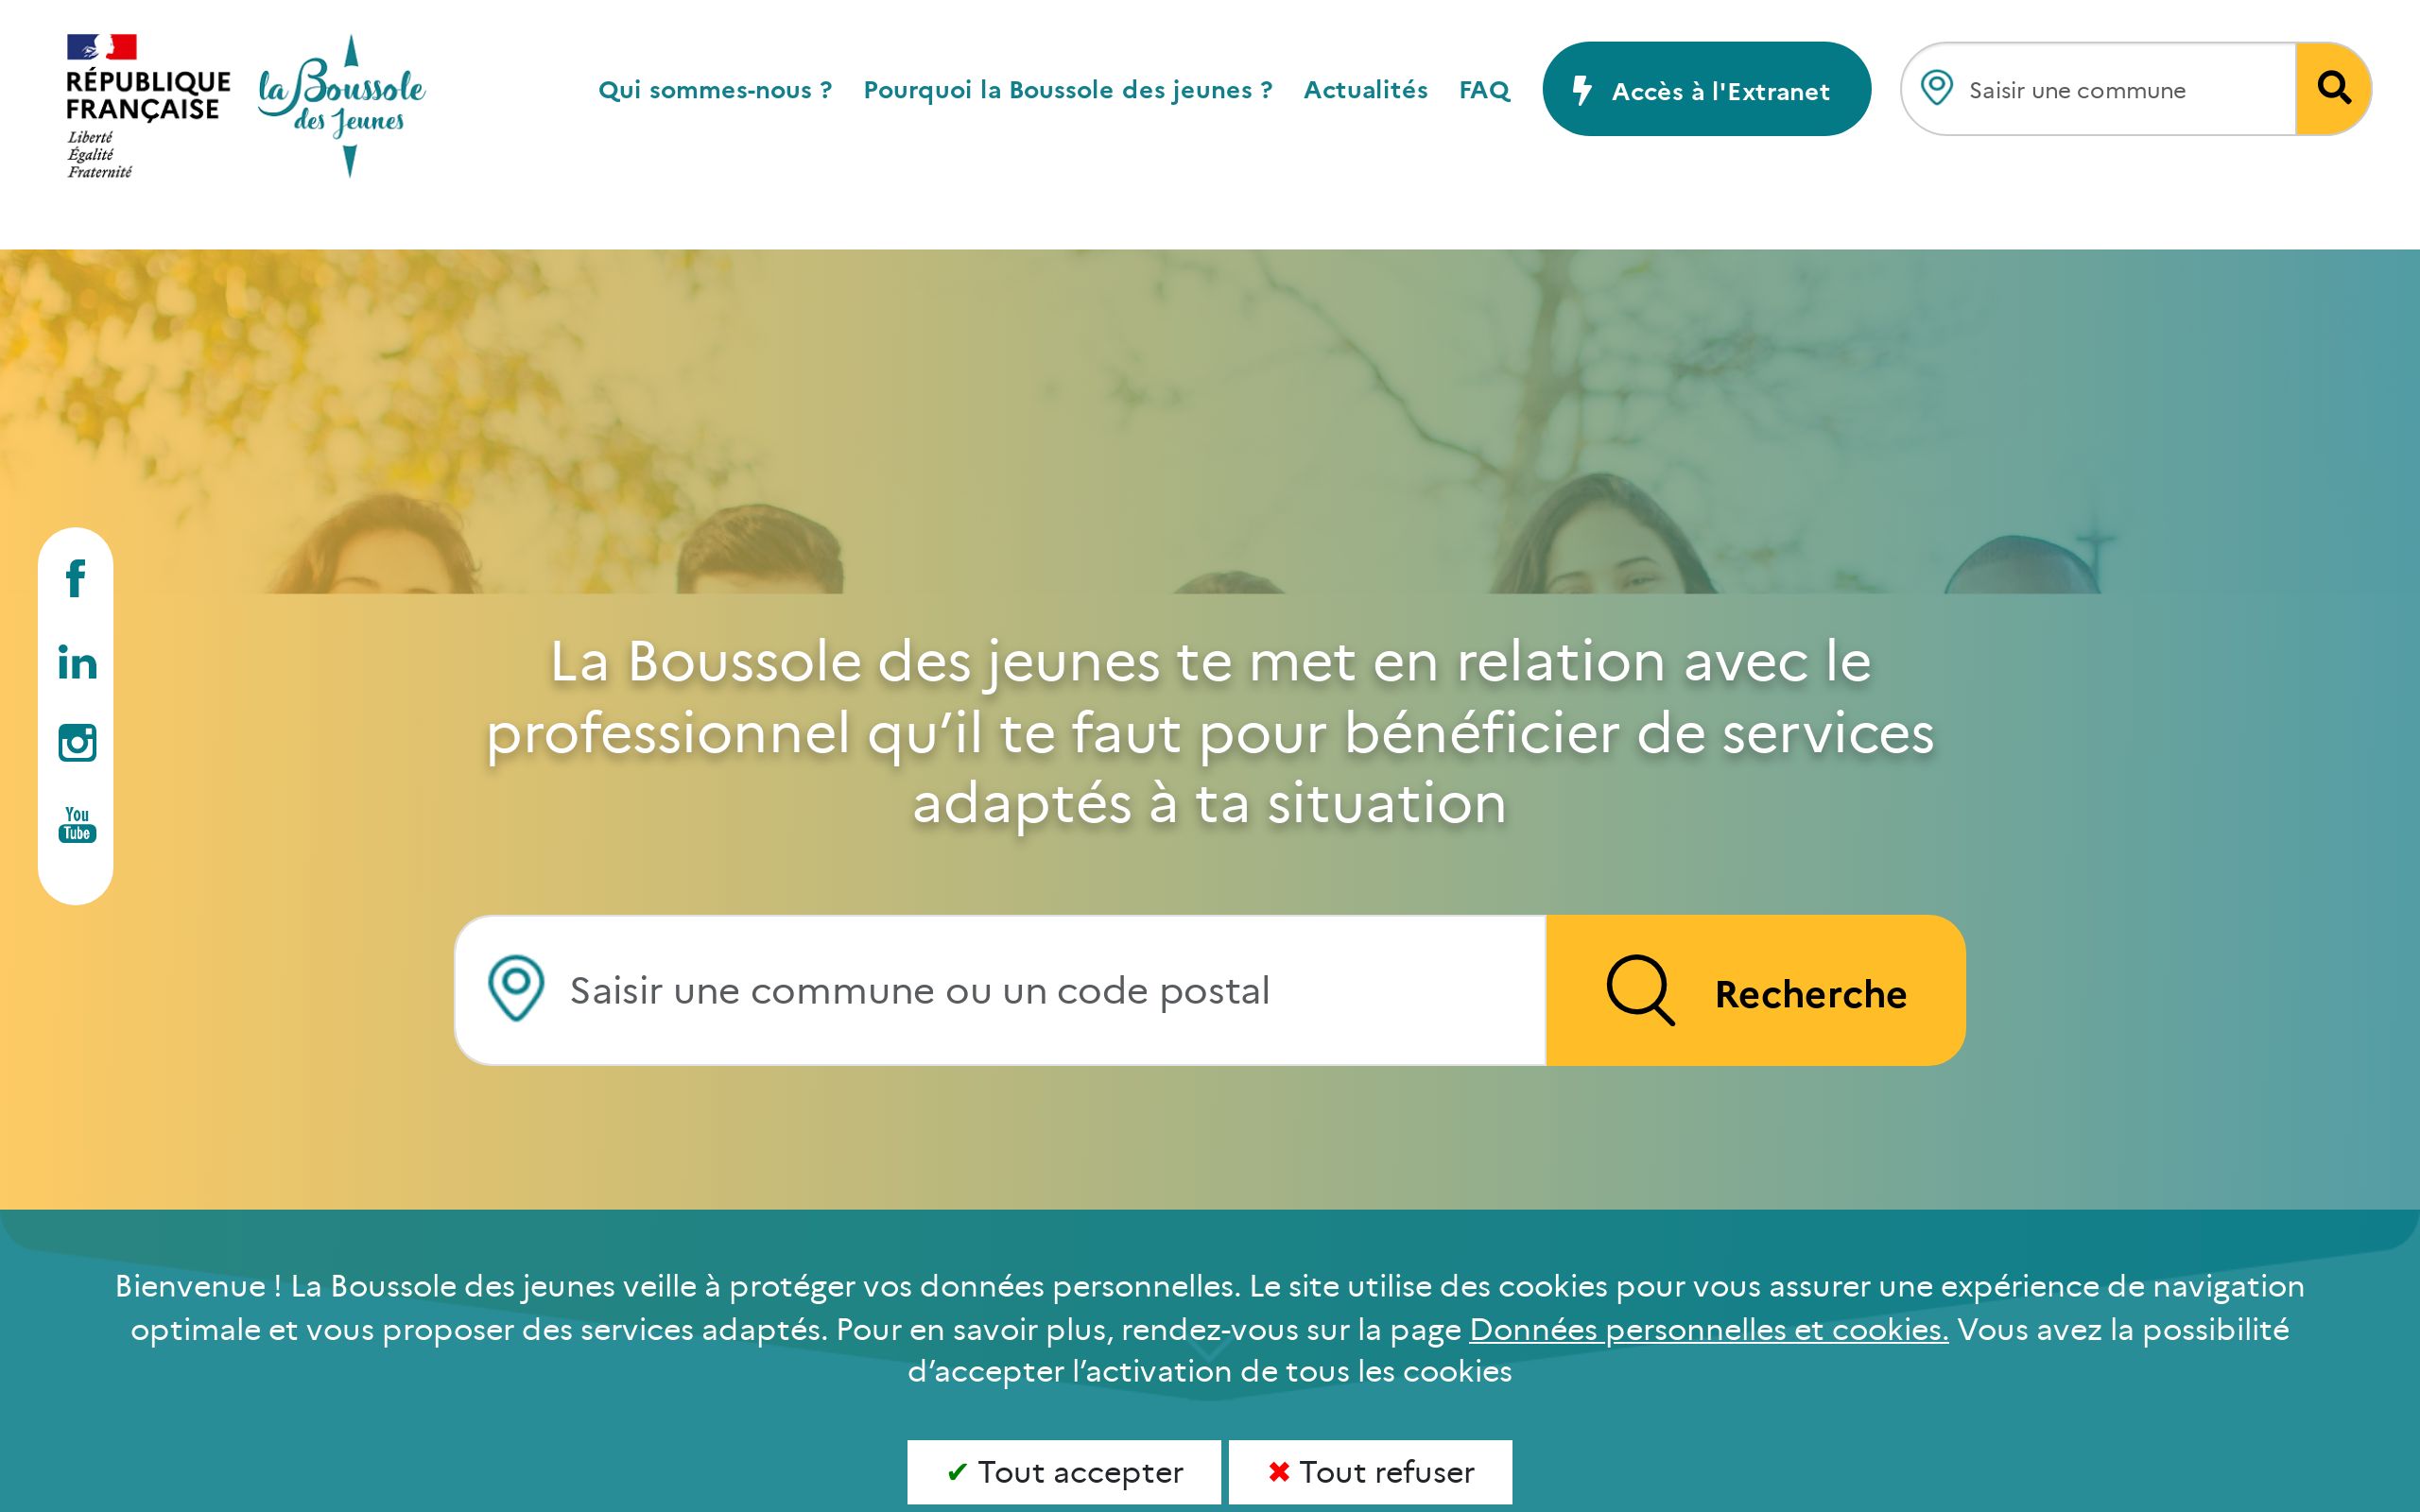 RÉPUBLIQUE
FRANÇAISE
Liberté
Égalité
Fraternité
la Boussole
des Jeunes
Qui sommes-nous ?
Pourquoi la Boussole des jeunes ?
Actualités
FAQ
Accès à l'Extranet
Saisir une commune
f
in
You
Tube
La Boussole des jeunes te met en relation avec le
professionnel qu’il te faut pour bénéficier de services
adaptés à ta situation
Saisir une commune ou un code postal
Recherche
Bienvenue ! La Boussole des jeunes veille à protéger vos données personnelles. Le site utilise des cookies pour vous assurer une expérience de navigation
optimale et vous proposer des services adaptés. Pour en savoir plus, rendez-vous sur la page Données personnelles et cookies. Vous avez la possibilité
d’accepter l’activation de tous les cookies
✔ Tout accepter
✖ Tout refuser